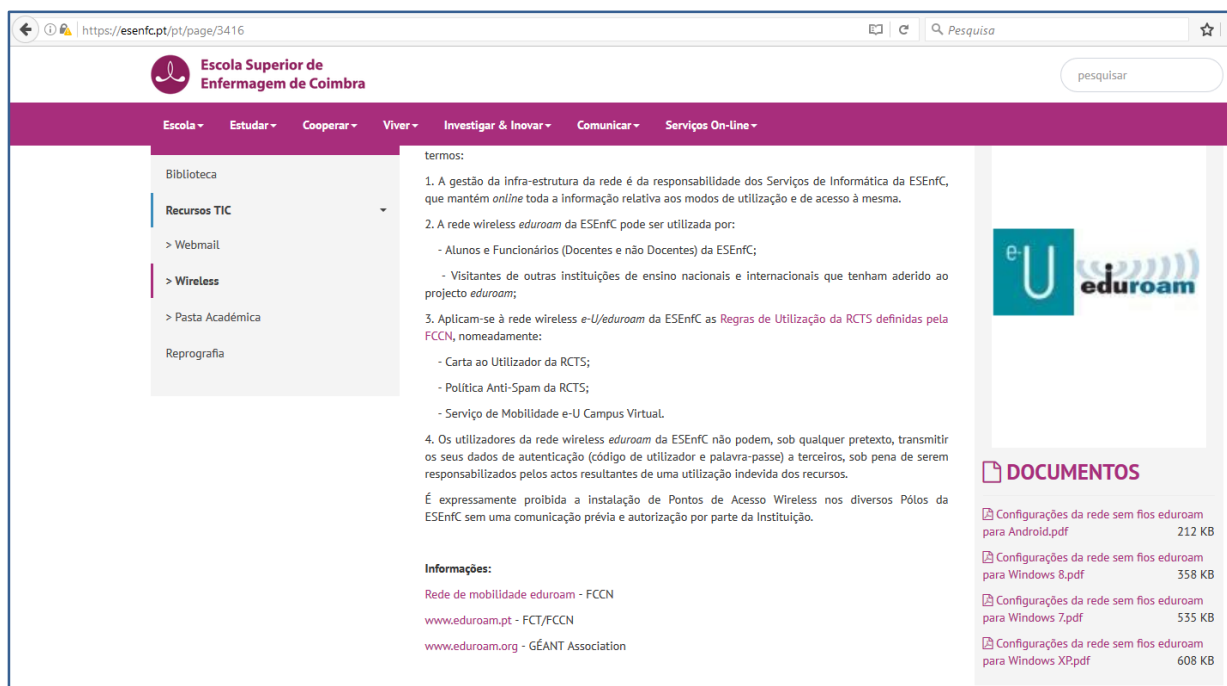 https://esenfc.pt/pt/page/3416
Pesquisa
Escola Superior de
Enfermagem de Coimbra
pesquisar
Escola
Estudar
Cooperar
Viver
Investigar & Inovar
Comunicar
Serviços On-line
Biblioteca
Recursos TIC
> Webmail
> Wireless
> Pasta Académica
Reprografia
termos:
1. A gestão da infra-estrutura da rede é da responsabilidade dos Serviços de Informática da ESEnfC,
que mantém online toda a informação relativa aos modos de utilização e de acesso à mesma.
2. A rede wireless eduroam da ESEnfC pode ser utilizada por:
- Alunos e Funcionários (Docentes e não Docentes) da ESEnfC;
- Visitantes de outras instituições de ensino nacionais e internacionais que tenham aderido ao
projecto eduroam;
3. Aplicam-se à rede wireless e-U/eduroam da ESEnfC as Regras de Utilização da RCTS definidas pela
FCCN, nomeadamente:
- Carta ao Utilizador da RCTS;
- Política Anti-Spam da RCTS;
- Serviço de Mobilidade e-U Campus Virtual.
4. Os utilizadores da rede wireless eduroam da ESEnfC não podem, sob qualquer pretexto, transmitir
os seus dados de autenticação (código de utilizador e palavra-passe) a terceiros, sob pena de serem
responsabilizados pelos actos resultantes de uma utilização indevida dos recursos.
É expressamente proibida a instalação de Pontos de Acesso Wireless nos diversos Pólos da
ESEnfC sem uma comunicação prévia e autorização por parte da Instituição.
Informações:
Rede de mobilidade eduroam - FCCN
www.eduroam.pt - FCT/FCCN
www.eduroam.org - GÉANT Association
e-U
eduroam
DOCUMENTOS
Configurações da rede sem fios eduroam
para Android.pdf 212 KB
Configurações da rede sem fios eduroam
para Windows 8.pdf 358 KB
Configurações da rede sem fios eduroam
para Windows 7.pdf 535 KB
Configurações da rede sem fios eduroam
para Windows XP.pdf 608 KB